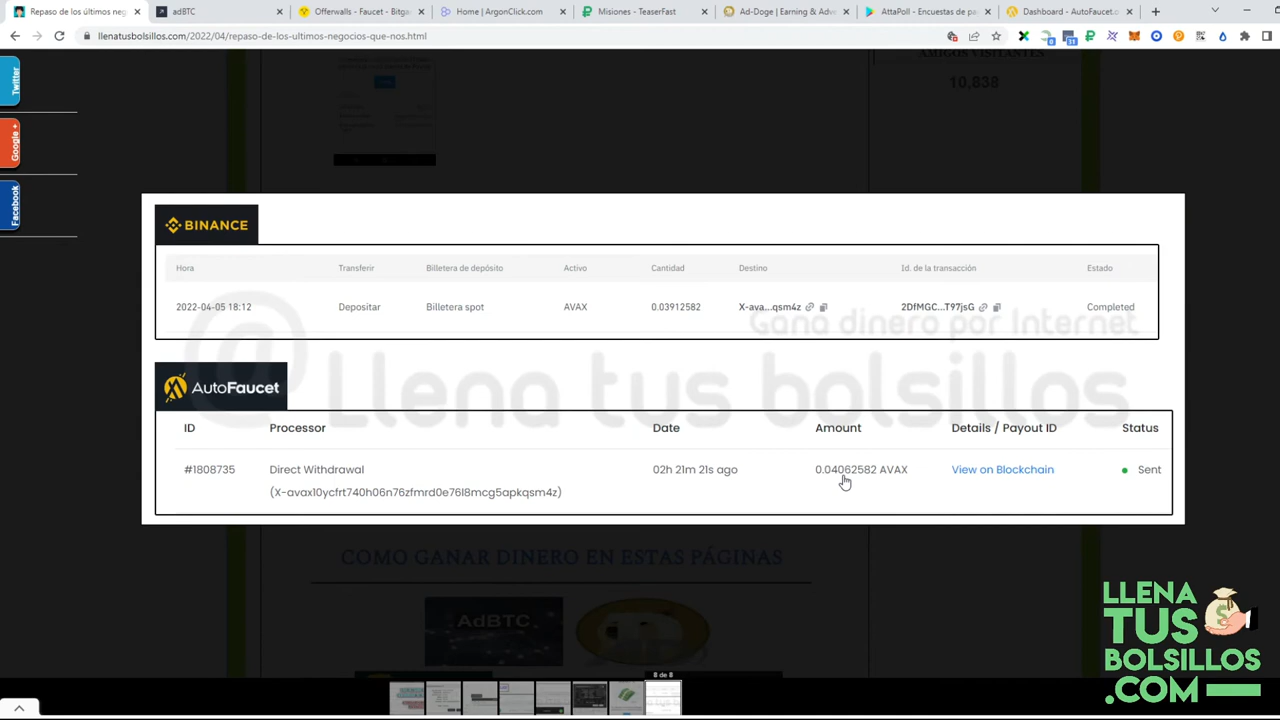 Repaso de los últimos neg
adBTC
Offerwalls - Faucet - Bitga
Home | ArgonClick.com
Misiones - TeaserFast
Ad-Doge | Earning & Adve
AttaPoll - Encuestas de pa
Dashboard - AutoFaucet.o
llenatusbolsillos.com/2022/04/repaso-de-los-ultimos-negocios-que-nos.html
Twitter
Google +
Facebook
AMIGOS VISITANTES
10,838
BINANCE
Hora Transferir Billetera de depósito Activo Cantidad Destino Id. de la transacción Estado
2022-04-05 18:12 Depositar Billetera spot AVAX 0.03912582 X-ava...qsm4z 2DfMGC...T97jsG Completed
Gana dinero por Internet
@Llena tus bolsillos
AutoFaucet
ID Processor Date Amount Details / Payout ID Status
#1808735 Direct Withdrawal 02h 21m 21s ago 0.04062582 AVAX View on Blockchain Sent
(X-avax10ycfrt740h06n76zfmrd0e76l8mcg5apkqsm4z)
COMO GANAR DINERO EN ESTAS PÁGINAS
AdBTC
8 de 8
LLENA
TUS
BOLSILLOS
.COM